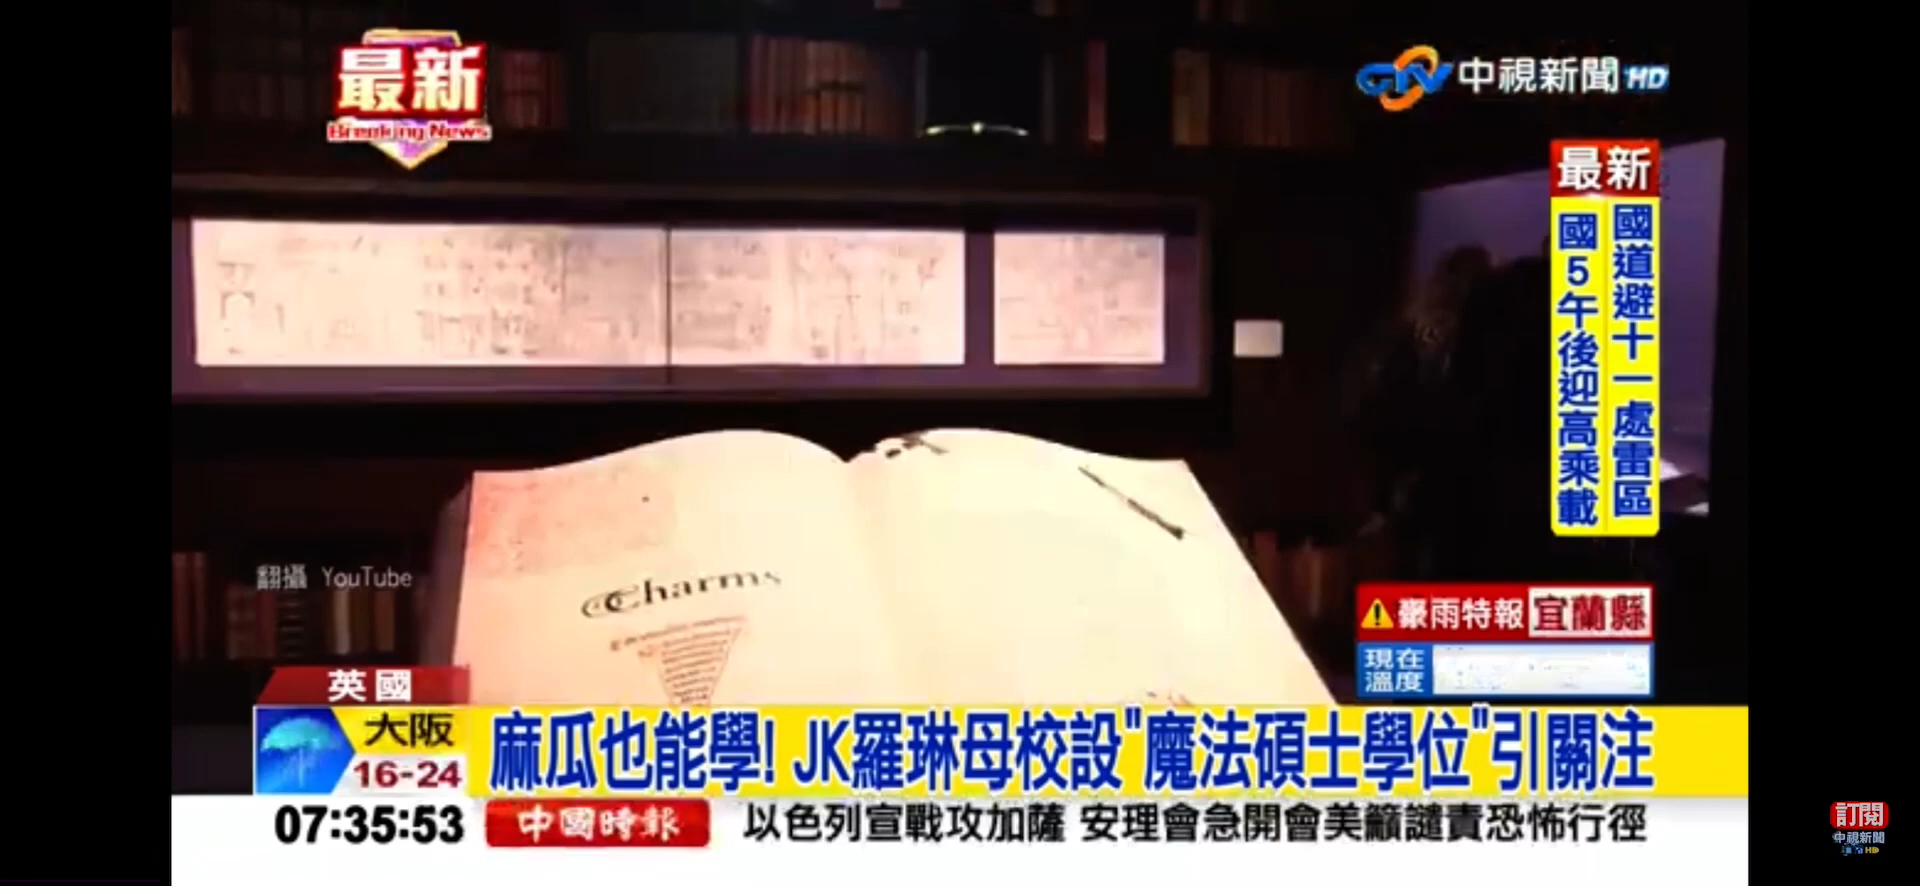 最新
Breaking News
CTV 中視新聞 HD
最新
國道避十一處雷區
國5午後迎高乘載
翻攝 YouTube
Charms
豪雨特報 宜蘭縣
現在溫度
英國
大阪
16-24
麻瓜也能學! JK羅琳母校設"魔法碩士學位"引關注
07:35:53
中國時報
以色列宣戰攻加薩 安理會急開會美籲譴責恐怖行徑
訂閱
中視新聞
HD